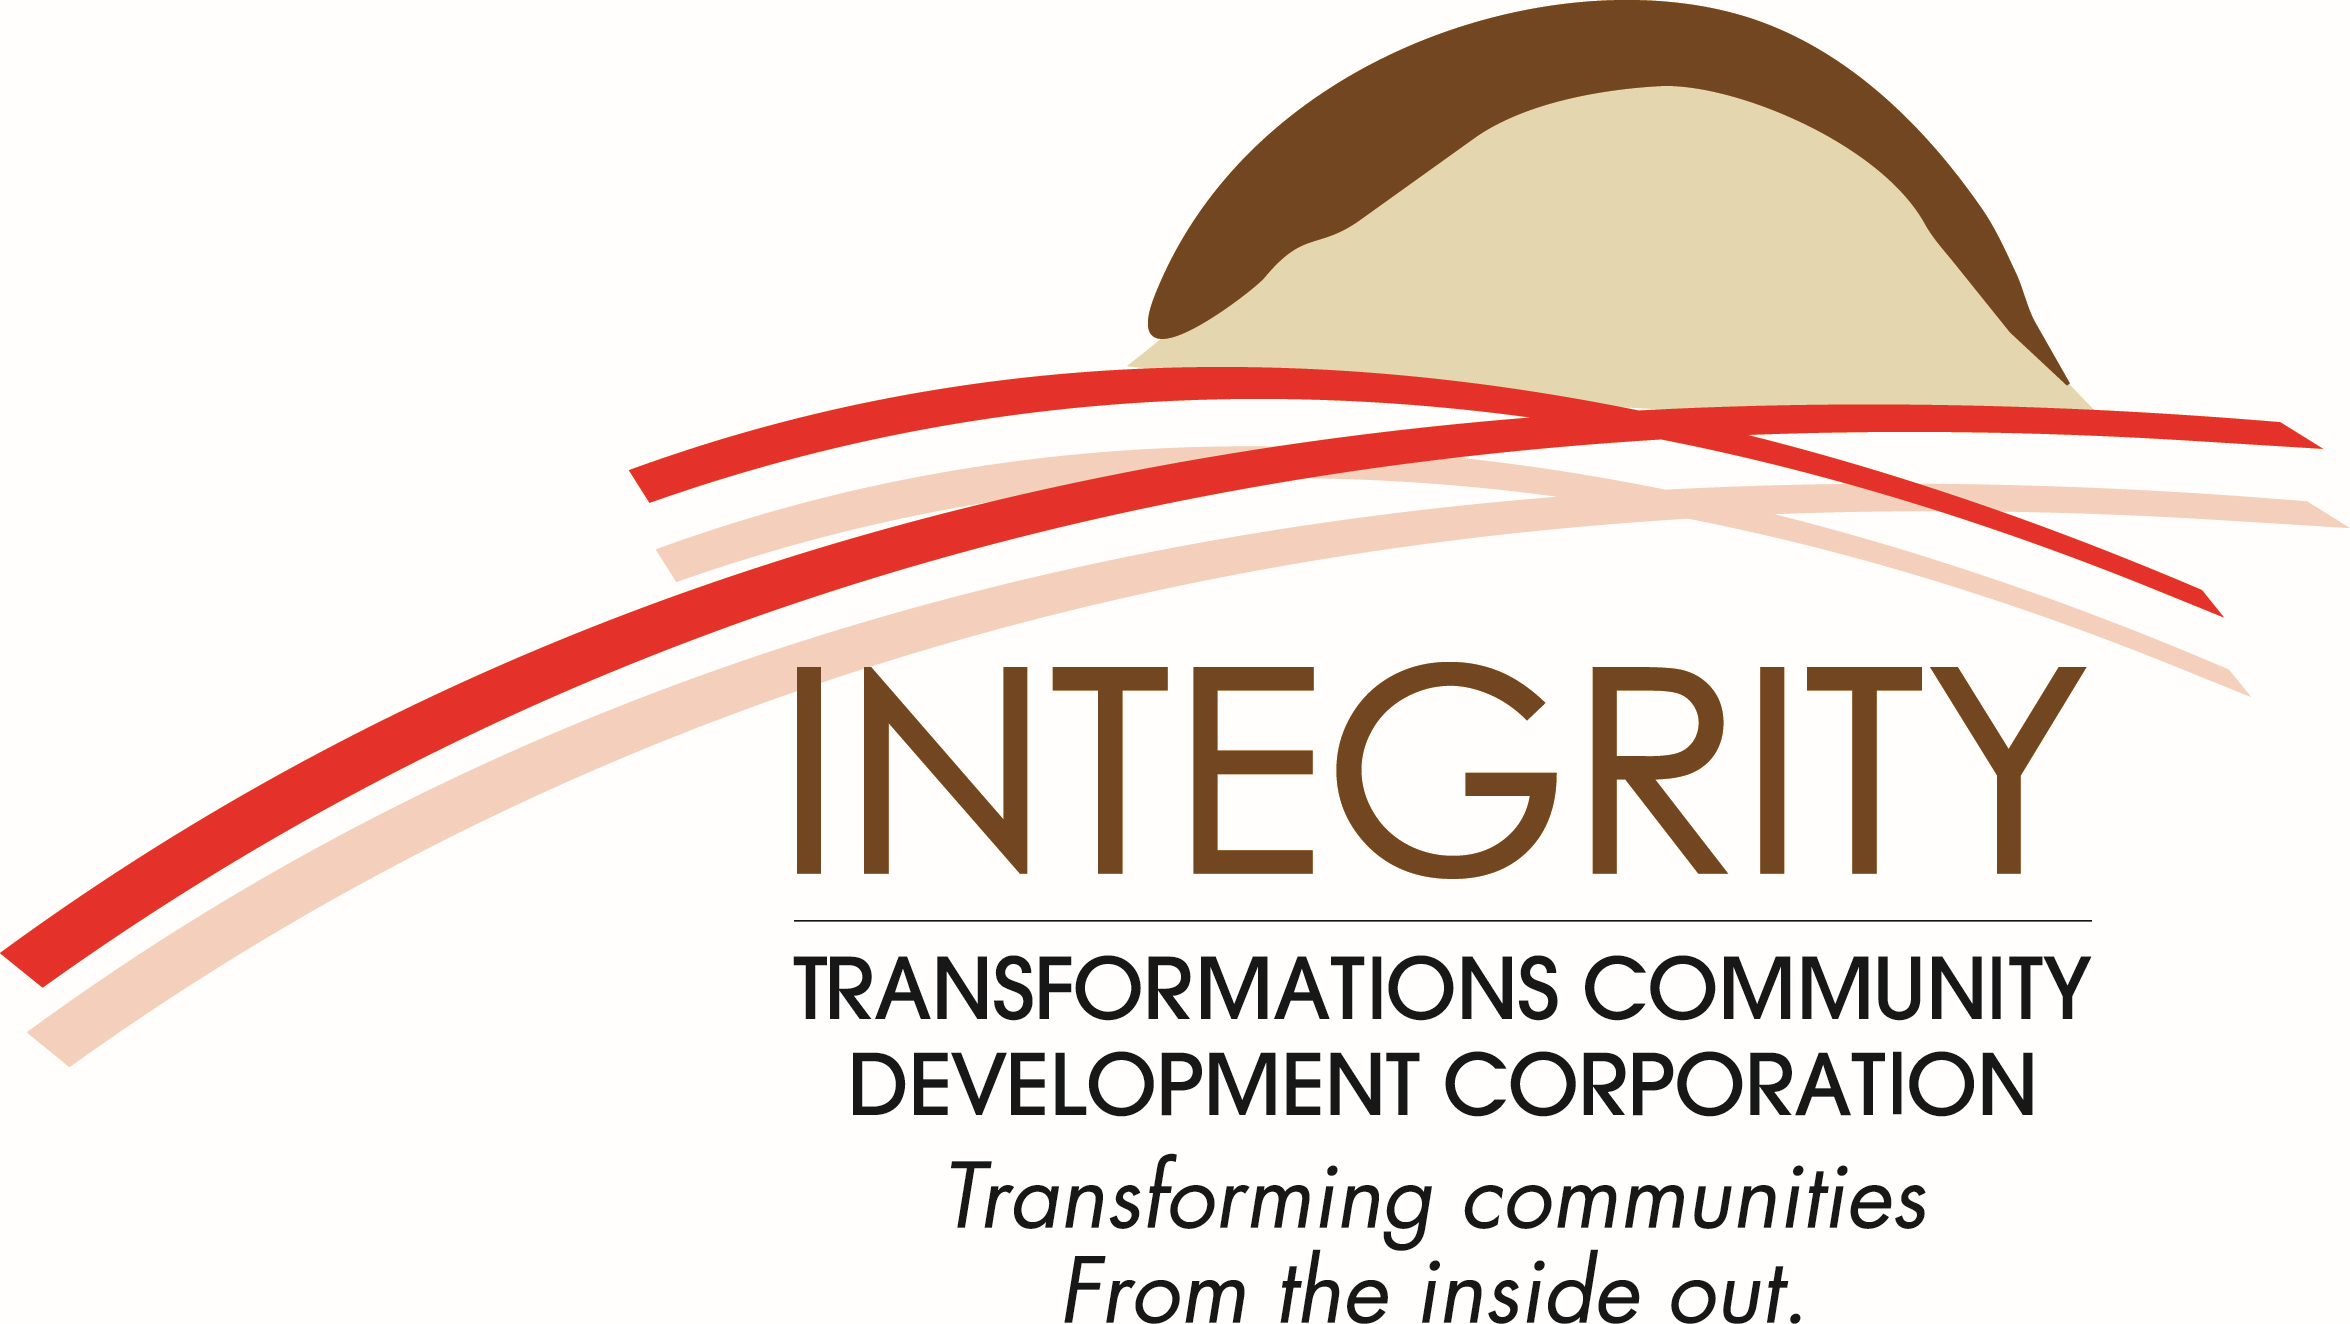 INTEGRITY
TRANSFORMATIONS COMMUNITY
DEVELOPMENT CORPORATION
Transforming communities
From the inside out.